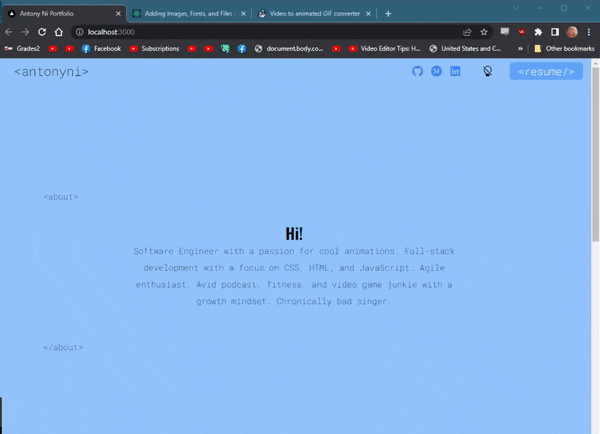 Antony Ni Portfolio
Adding Images, Fonts, and Files
Video to animated GIF converter
localhost:3000
Grades2
Facebook
Subscriptions
document.body.co...
Video Editor Tips: H...
United States and C...
»
Other bookmarks
<antonyni>
<resume/>
<about>
Hi!
Software Engineer with a passion for cool animations. Full-stack
development with a focus on CSS, HTML, and JavaScript. Agile
enthusiast. Avid podcast, fitness, and video game junkie with a
growth mindset. Chronically bad singer.
</about>